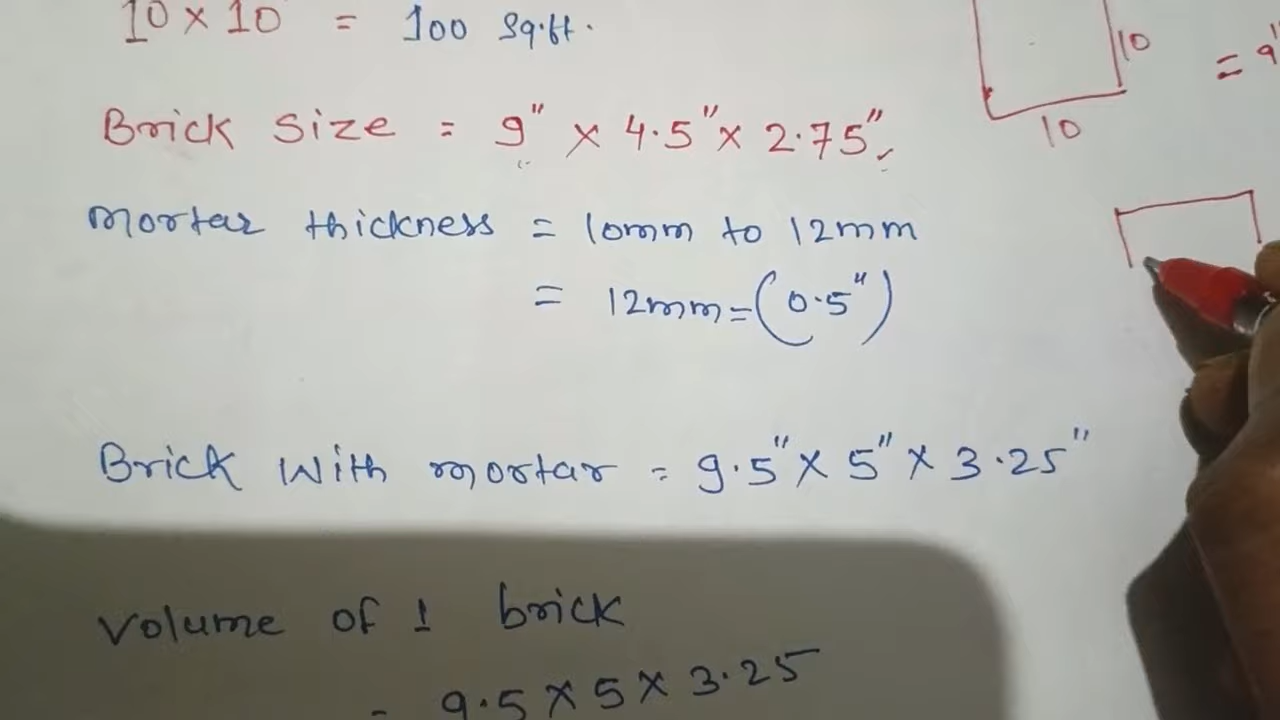 10 x 10 = 100 Sq.ft.
10
= 9"
10
Brick Size = 9" x 4.5" x 2.75"
Mortar thickness = 10mm to 12mm
= 12mm = (0.5")
Brick With mortar = 9.5" x 5" x 3.25"
Volume of 1 brick
= 9.5 x 5 x 3.25